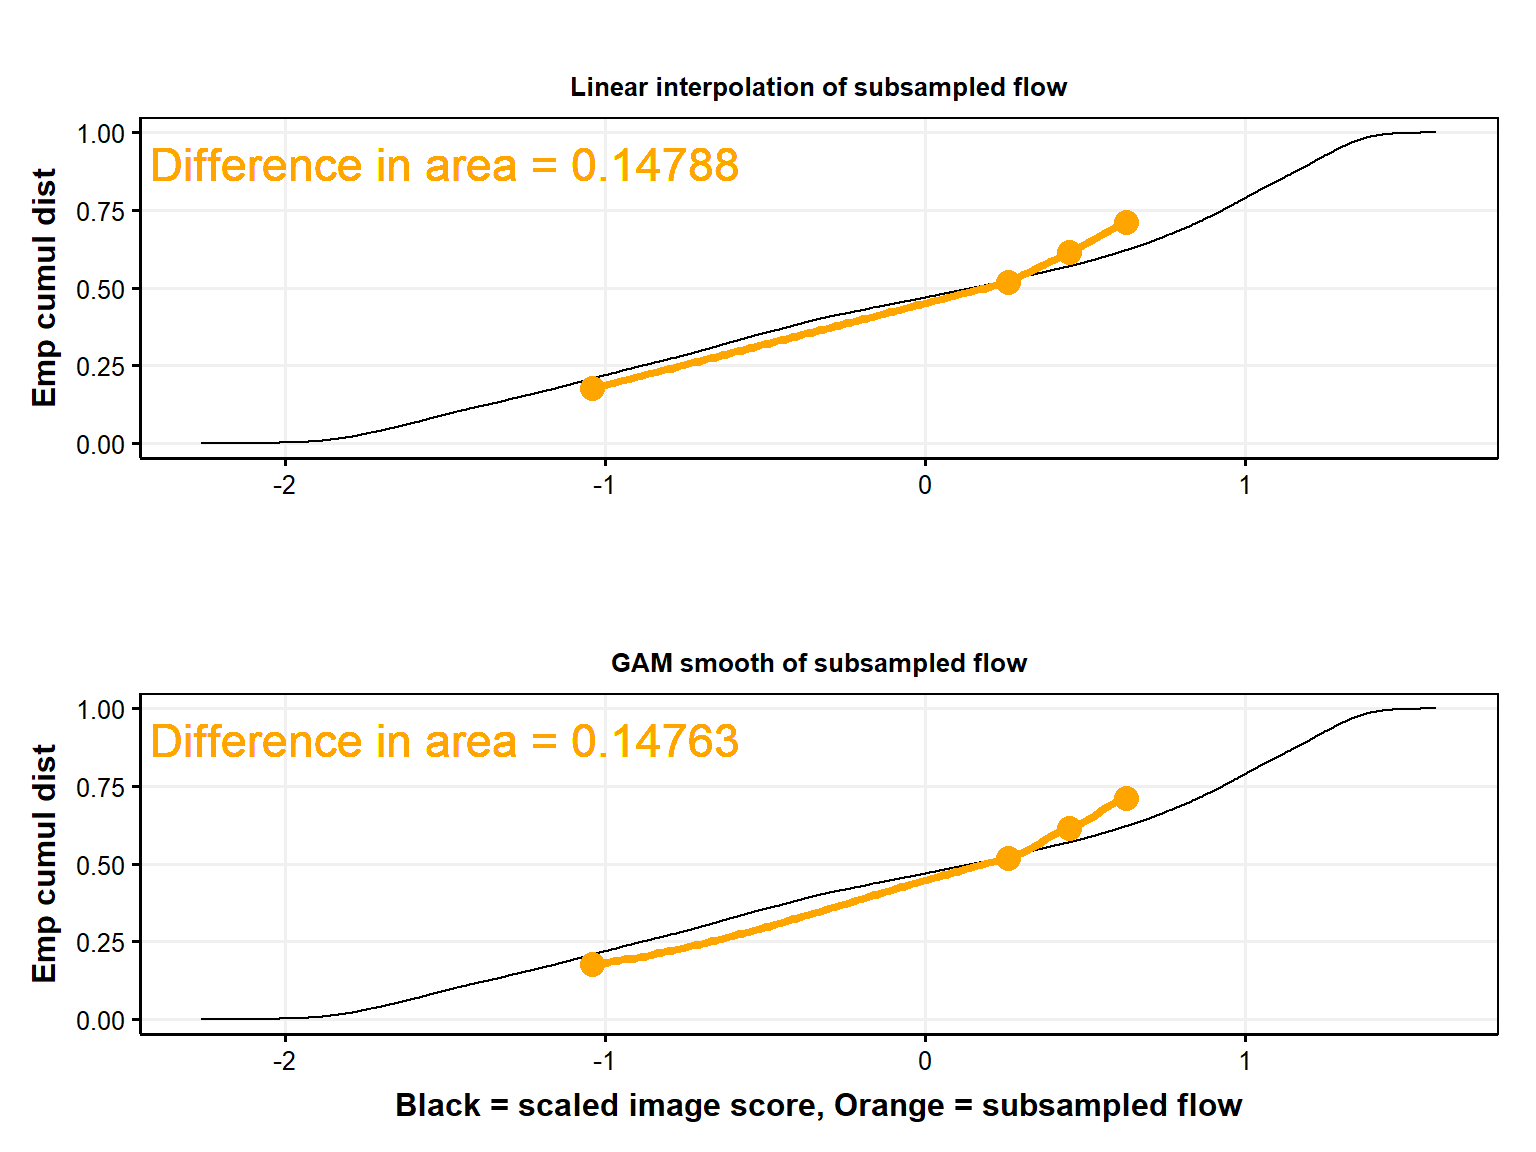 Linear interpolation of subsampled flow
Difference in area = 0.14788
Emp cumul dist
1.00
0.75
0.50
0.25
0.00
-2 -1 0 1
GAM smooth of subsampled flow
Difference in area = 0.14763
Emp cumul dist
1.00
0.75
0.50
0.25
0.00
-2 -1 0 1
Black = scaled image score, Orange = subsampled flow